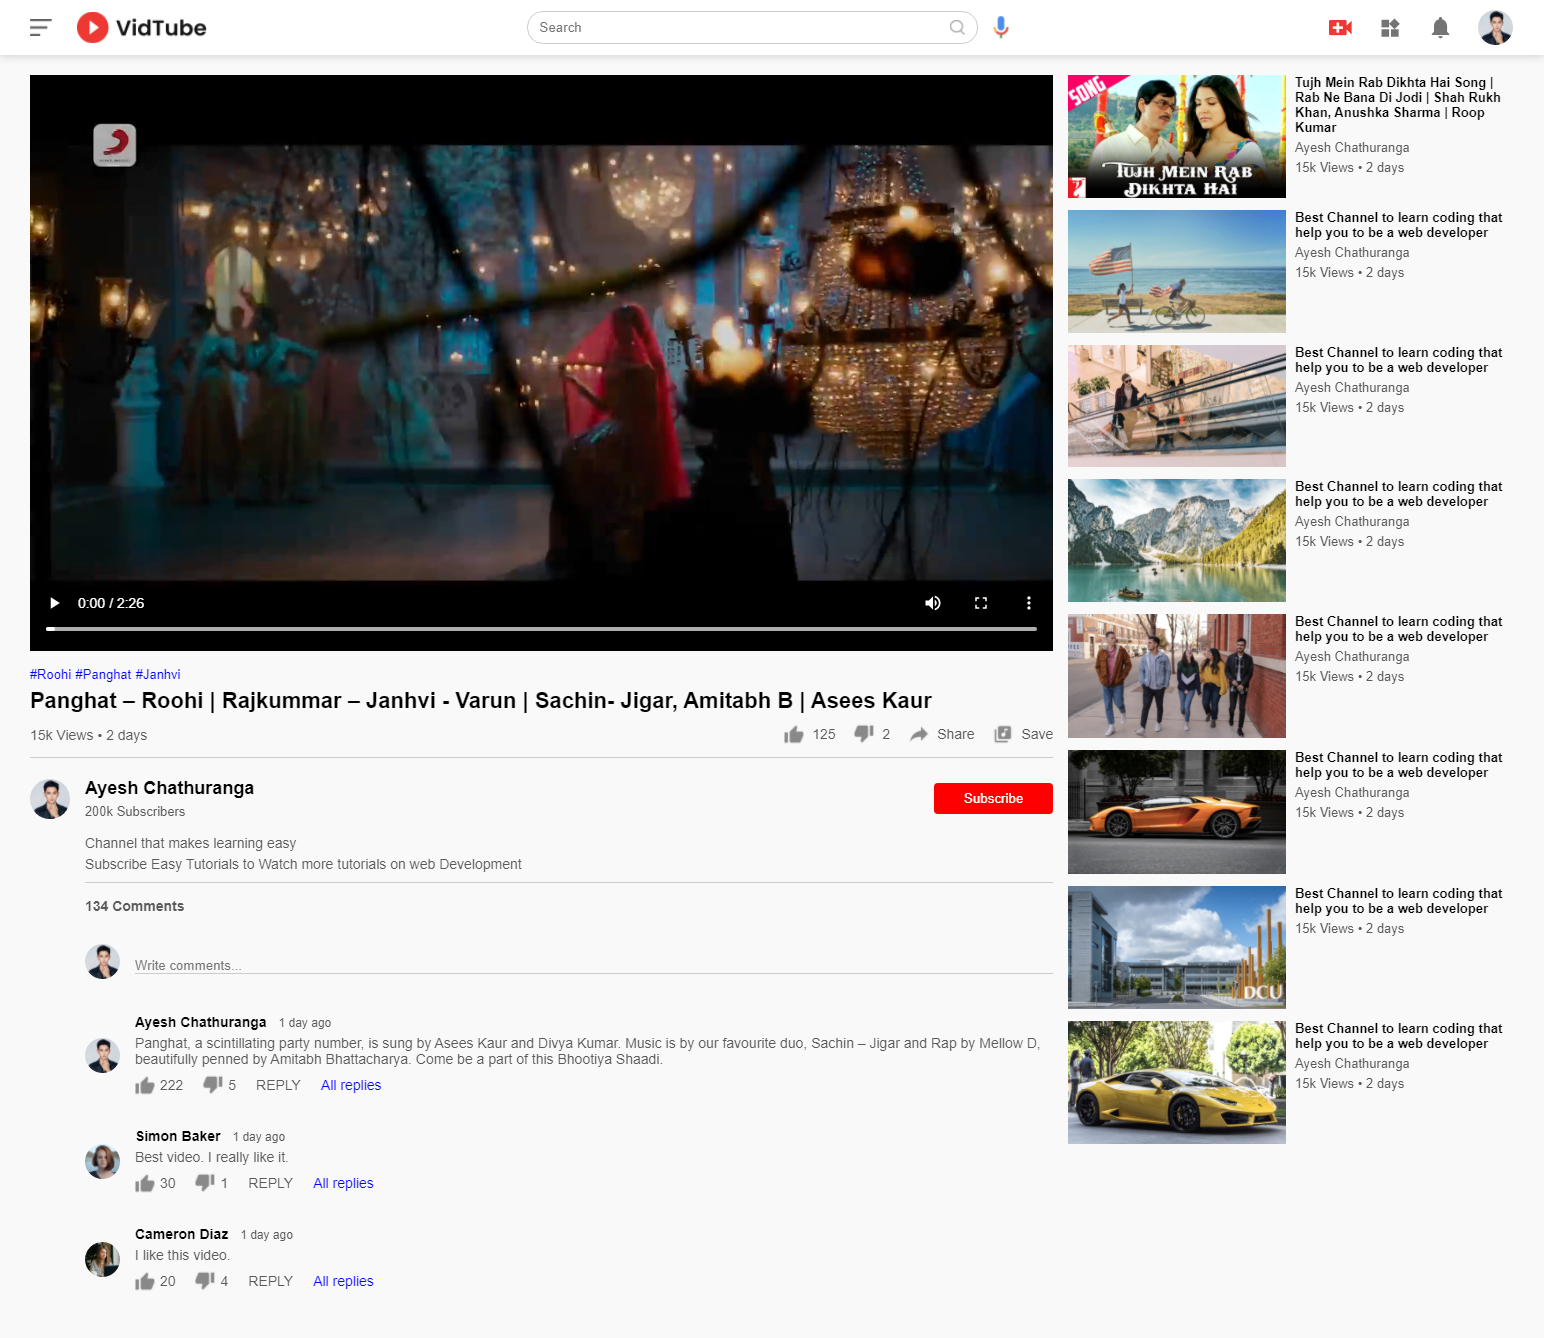 VidTube
Search
0:00 / 2:26
#Roohi #Panghat #Janhvi
Panghat – Roohi | Rajkummar – Janhvi - Varun | Sachin- Jigar, Amitabh B | Asees Kaur
15k Views • 2 days
125
2
Share
Save
Ayesh Chathuranga
200k Subscribers
Subscribe
Channel that makes learning easy
Subscribe Easy Tutorials to Watch more tutorials on web Development
134 Comments
Write comments...
Ayesh Chathuranga 1 day ago
Panghat, a scintillating party number, is sung by Asees Kaur and Divya Kumar. Music is by our favourite duo, Sachin – Jigar and Rap by Mellow D,
beautifully penned by Amitabh Bhattacharya. Come be a part of this Bhootiya Shaadi.
222 5 REPLY All replies
Simon Baker 1 day ago
Best video. I really like it.
30 1 REPLY All replies
Cameron Diaz 1 day ago
I like this video.
20 4 REPLY All replies
SONG
TUJH MEIN RAB
DIKHTA HAI
Tujh Mein Rab Dikhta Hai Song |
Rab Ne Bana Di Jodi | Shah Rukh
Khan, Anushka Sharma | Roop
Kumar
Ayesh Chathuranga
15k Views • 2 days
Best Channel to learn coding that
help you to be a web developer
Ayesh Chathuranga
15k Views • 2 days
Best Channel to learn coding that
help you to be a web developer
Ayesh Chathuranga
15k Views • 2 days
Best Channel to learn coding that
help you to be a web developer
Ayesh Chathuranga
15k Views • 2 days
Best Channel to learn coding that
help you to be a web developer
Ayesh Chathuranga
15k Views • 2 days
Best Channel to learn coding that
help you to be a web developer
Ayesh Chathuranga
15k Views • 2 days
DCU
Best Channel to learn coding that
help you to be a web developer
15k Views • 2 days
Best Channel to learn coding that
help you to be a web developer
Ayesh Chathuranga
15k Views • 2 days